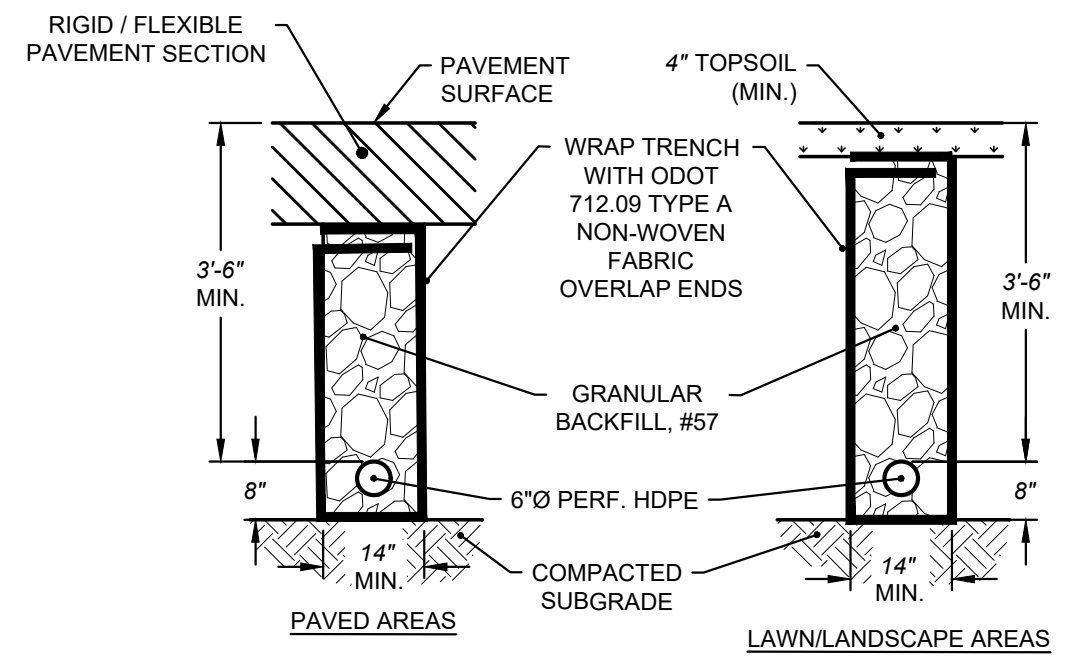 RIGID / FLEXIBLE
PAVEMENT SECTION
PAVEMENT
SURFACE
4" TOPSOIL
(MIN.)
WRAP TRENCH
WITH ODOT
712.09 TYPE A
NON-WOVEN
FABRIC
OVERLAP ENDS
3'-6"
MIN.
3'-6"
MIN.
GRANULAR
BACKFILL, #57
8"
6"Ø PERF. HDPE
8"
14"
MIN.
COMPACTED
SUBGRADE
14"
MIN.
PAVED AREAS
LAWN/LANDSCAPE AREAS